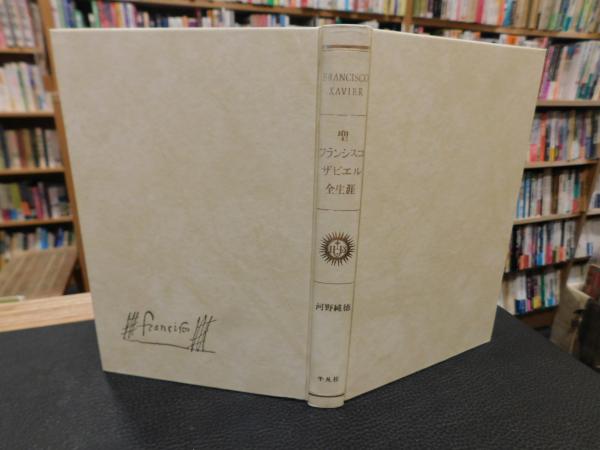 FRANCISCO
XAVIER
聖
フランシスコ
ザビエル
全生涯
IHS
河野純徳
平凡社
francisco